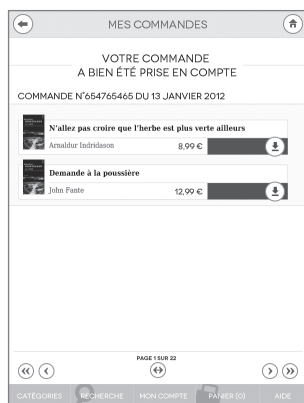 MES COMMANDES
VOTRE COMMANDE
A BIEN ÉTÉ PRISE EN COMPTE
COMMANDE N°654765465 DU 13 JANVIER 2012
N'allez pas croire que l'herbe est plus verte ailleurs
Arnaldur Indridason 8,99 €
Demande à la poussière
John Fante 12,99 €
PAGE 1 SUR 22
CATÉGORIES RECHERCHE MON COMPTE PANIER (0) AIDE